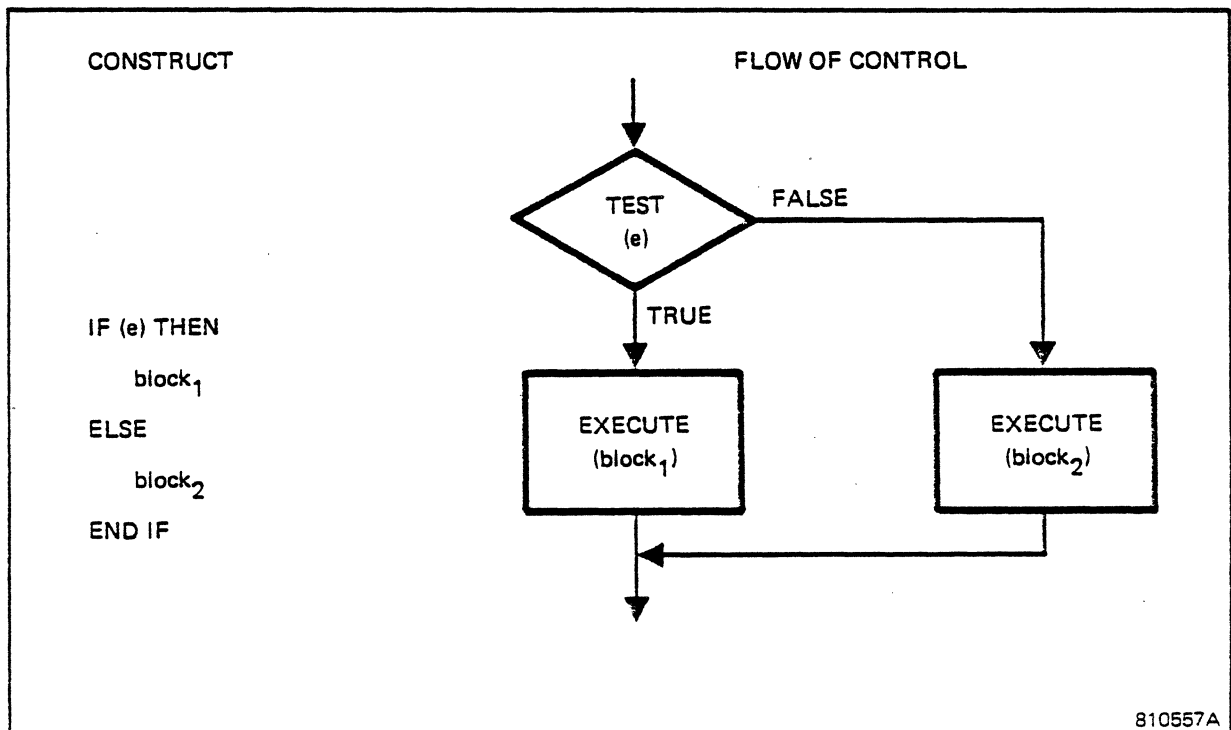 CONSTRUCT
FLOW OF CONTROL
IF (e) THEN
block₁
ELSE
block₂
END IF
TEST
(e)
FALSE
TRUE
EXECUTE
(block₁)
EXECUTE
(block₂)
810557A